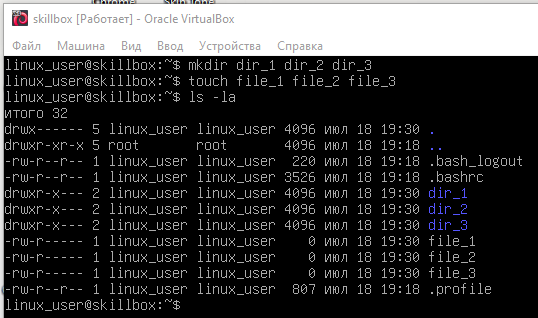 skillbox [Работает] - Oracle VirtualBox
Файл Машина Вид Ввод Устройства Справка
linux_user@skillbox:~$ mkdir dir_1 dir_2 dir_3
linux_user@skillbox:~$ touch file_1 file_2 file_3
linux_user@skillbox:~$ ls -la
итого 32
drwx------ 5 linux_user linux_user 4096 июл 18 19:30 .
drwxr-xr-x 5 root       root       4096 июл 18 19:18 ..
-rw-r--r-- 1 linux_user linux_user  220 июл 18 19:18 .bash_logout
-rw-r--r-- 1 linux_user linux_user 3526 июл 18 19:18 .bashrc
drwxr-x--- 2 linux_user linux_user 4096 июл 18 19:30 dir_1
drwxr-x--- 2 linux_user linux_user 4096 июл 18 19:30 dir_2
drwxr-x--- 2 linux_user linux_user 4096 июл 18 19:30 dir_3
-rw-r----- 1 linux_user linux_user    0 июл 18 19:30 file_1
-rw-r----- 1 linux_user linux_user    0 июл 18 19:30 file_2
-rw-r----- 1 linux_user linux_user    0 июл 18 19:30 file_3
-rw-r--r-- 1 linux_user linux_user  807 июл 18 19:18 .profile
linux_user@skillbox:~$